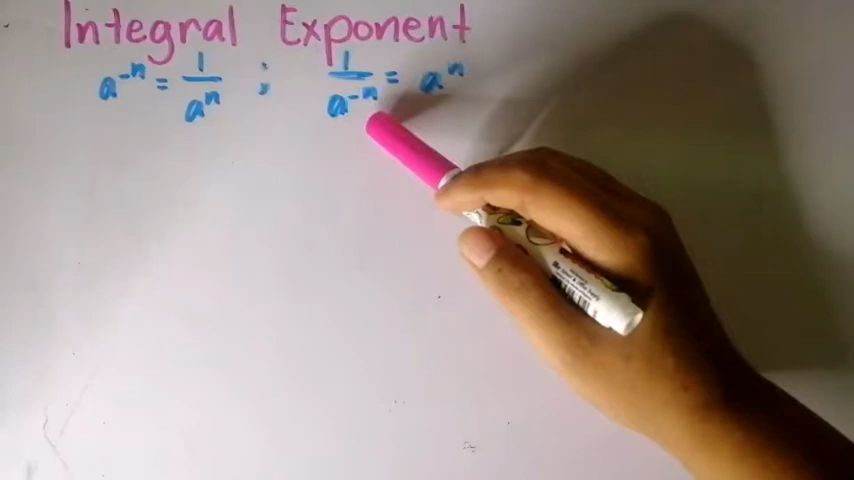 Integral Exponent
a^-n = 1/a^n ; 1/a^-n = a^n